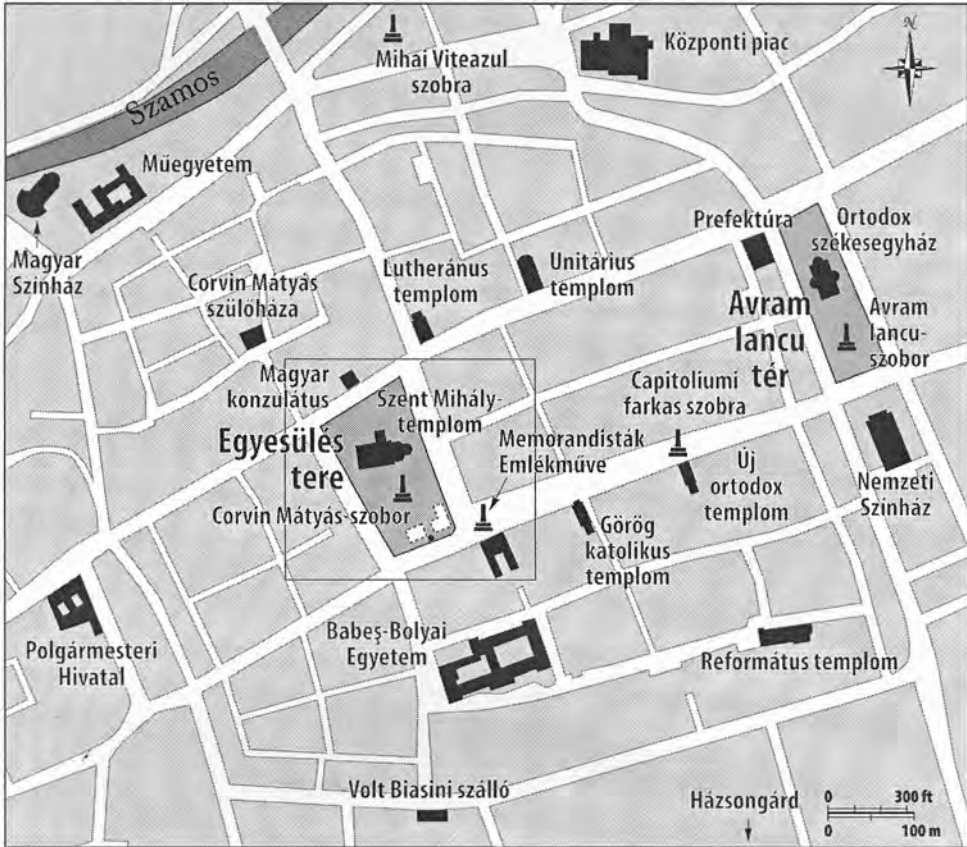 N
Mihai Viteazul
szobra
Központi piac
Szamos
Műegyetem
Magyar
Színház
Prefektúra
Ortodox
székesegyház
Lutheránus
templom
Unitárius
templom
Corvin Mátyás
szülőháza
Avram
Iancu
tér
Avram
Iancu-
szobor
Magyar
konzulátus
Szent Mihály-
templom
Capitoliumi
farkas szobra
Egyesülés
tere
Memorandisták
Emlékműve
Corvin Mátyás-szobor
Új
ortodox
templom
Nemzeti
Színház
Görög
katolikus
templom
Polgármesteri
Hivatal
Babeş-Bolyai
Egyetem
Református templom
Volt Biasini szálló
Házsongárd
0 300 ft
0 100 m